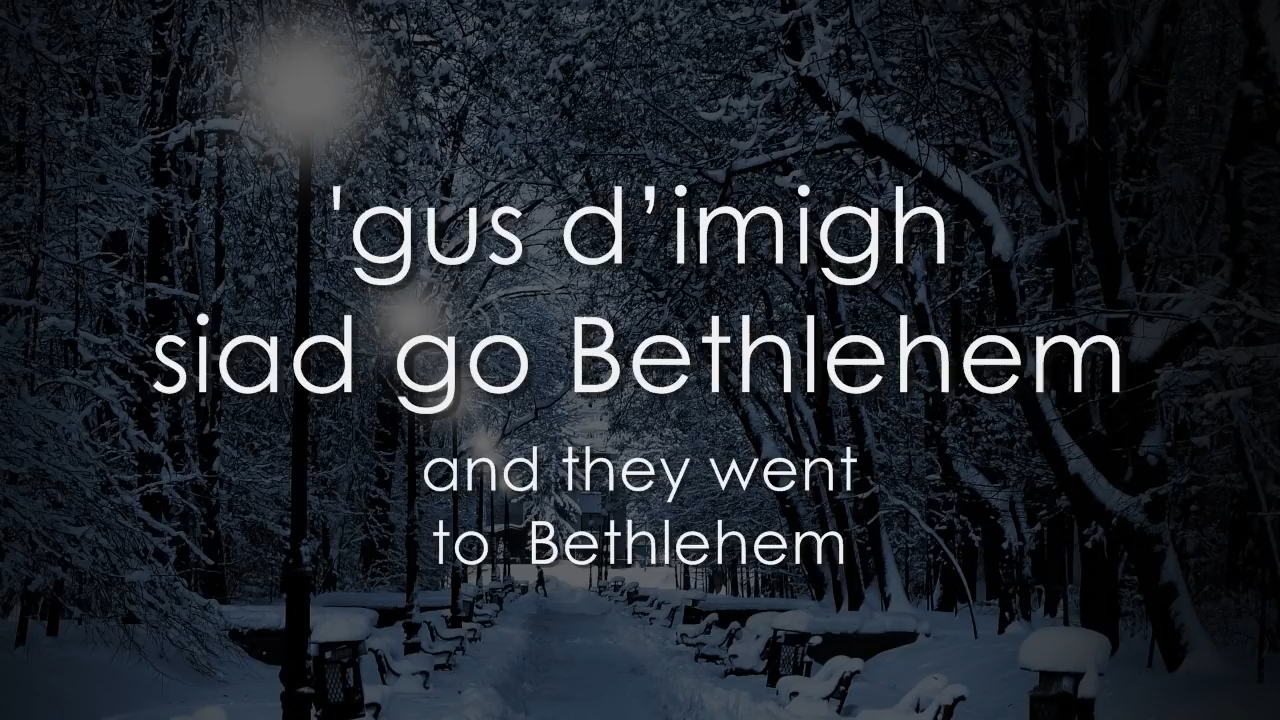 'gus d’imigh
siad go Bethlehem
and they went
to Bethlehem